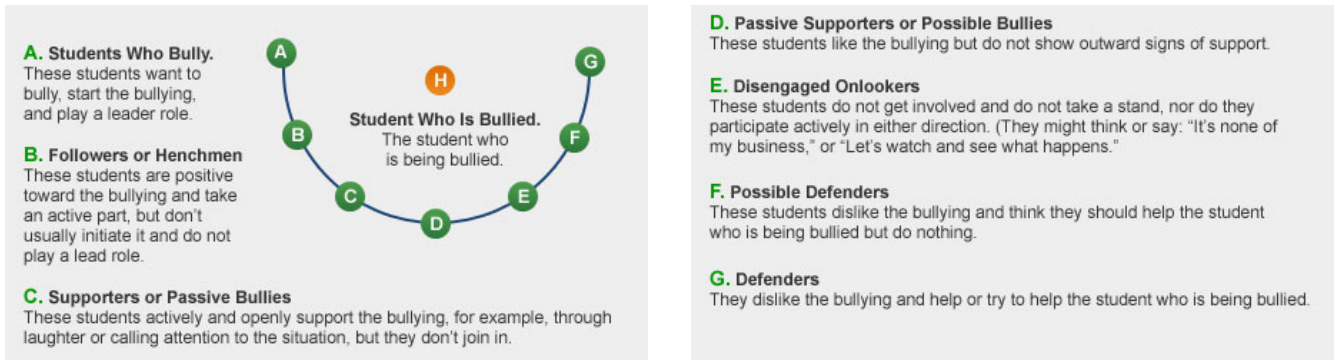 A. Students Who Bully.
These students want to
bully, start the bullying,
and play a leader role.
B. Followers or Henchmen
These students are positive
toward the bullying and take
an active part, but don't
usually initiate it and do not
play a lead role.
C. Supporters or Passive Bullies
These students actively and openly support the bullying, for example, through
laughter or calling attention to the situation, but they don't join in.
A
B
C
D
E
F
G
H
Student Who Is Bullied.
The student who
is being bullied.
D. Passive Supporters or Possible Bullies
These students like the bullying but do not show outward signs of support.
E. Disengaged Onlookers
These students do not get involved and do not take a stand, nor do they
participate actively in either direction. (They might think or say: “It's none of
my business,” or “Let's watch and see what happens.”
F. Possible Defenders
These students dislike the bullying and think they should help the student
who is being bullied but do nothing.
G. Defenders
They dislike the bullying and help or try to help the student who is being bullied.